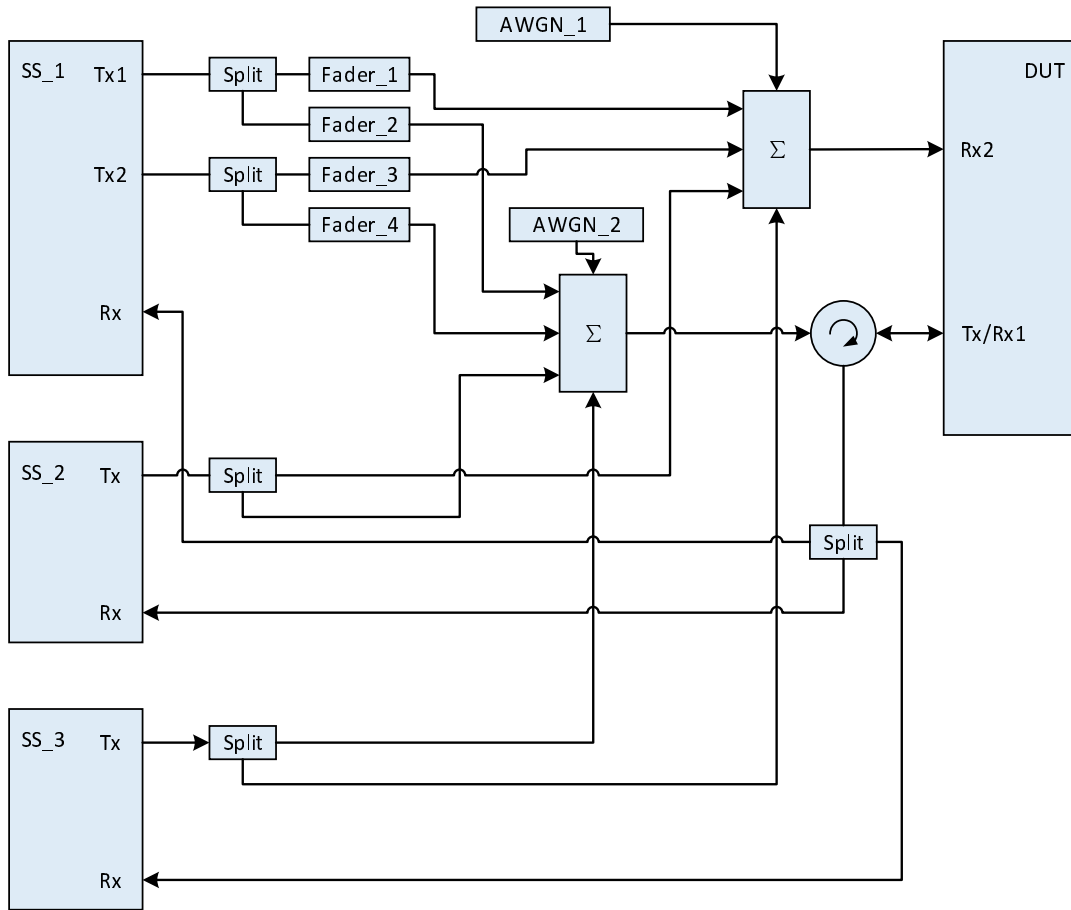 AWGN_1
SS_1
Tx1
Split
Fader_1
DUT
Fader_2
Σ
Rx2
Tx2
Split
Fader_3
Fader_4
AWGN_2
Rx
Σ
Tx/Rx1
SS_2
Tx
Split
Split
Rx
SS_3
Tx
Split
Rx